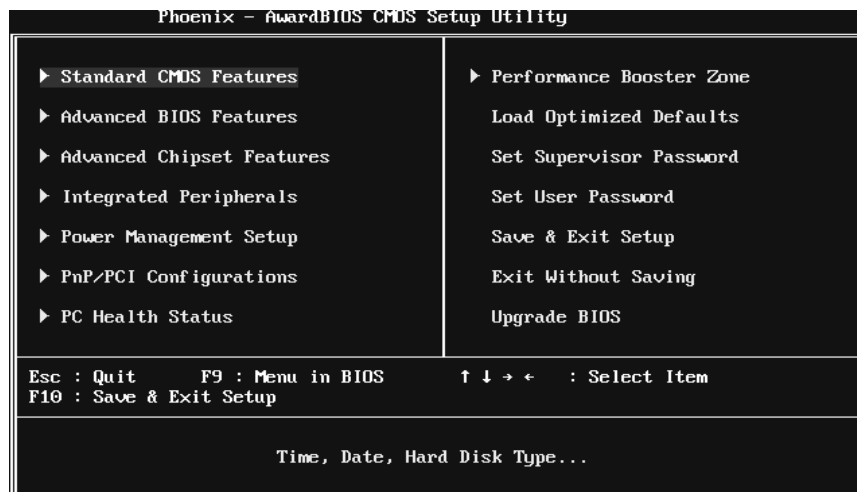 Phoenix - AwardBIOS CMOS Setup Utility
Standard CMOS Features
Advanced BIOS Features
Advanced Chipset Features
Integrated Peripherals
Power Management Setup
PnP/PCI Configurations
PC Health Status
Performance Booster Zone
Load Optimized Defaults
Set Supervisor Password
Set User Password
Save & Exit Setup
Exit Without Saving
Upgrade BIOS
Esc : Quit F9 : Menu in BIOS ↑ ↓ → ← : Select Item
F10 : Save & Exit Setup
Time, Date, Hard Disk Type...